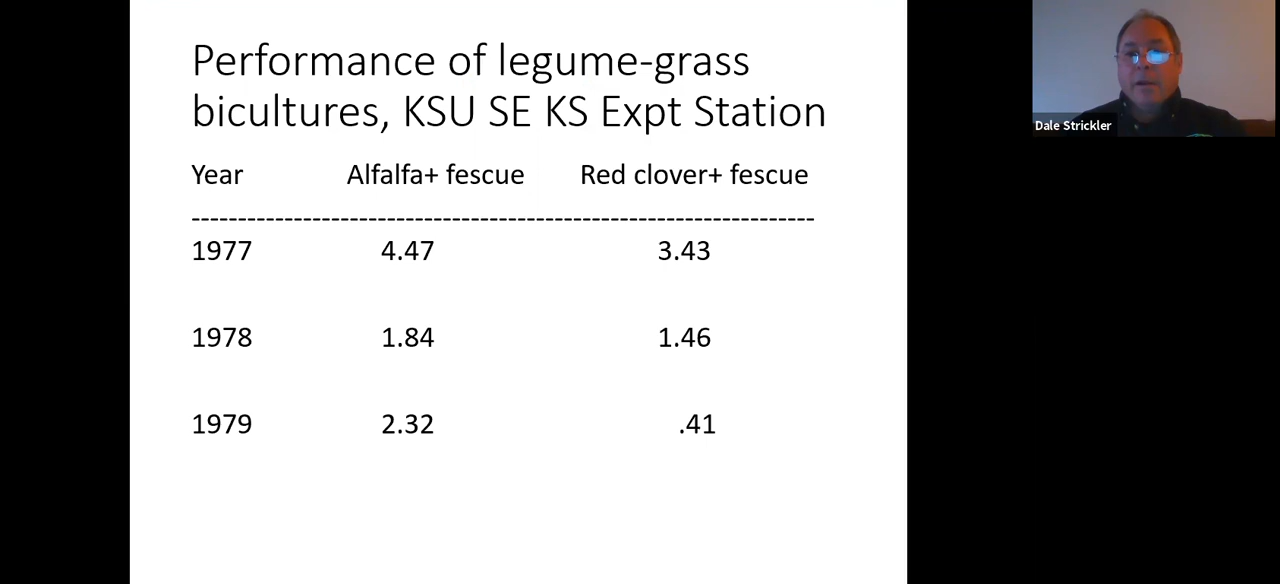 Performance of legume-grass
bicultures, KSU SE KS Expt Station
Year Alfalfa+ fescue Red clover+ fescue
-------------------------------------------------------------------
1977 4.47 3.43
1978 1.84 1.46
1979 2.32 .41
Dale Strickler